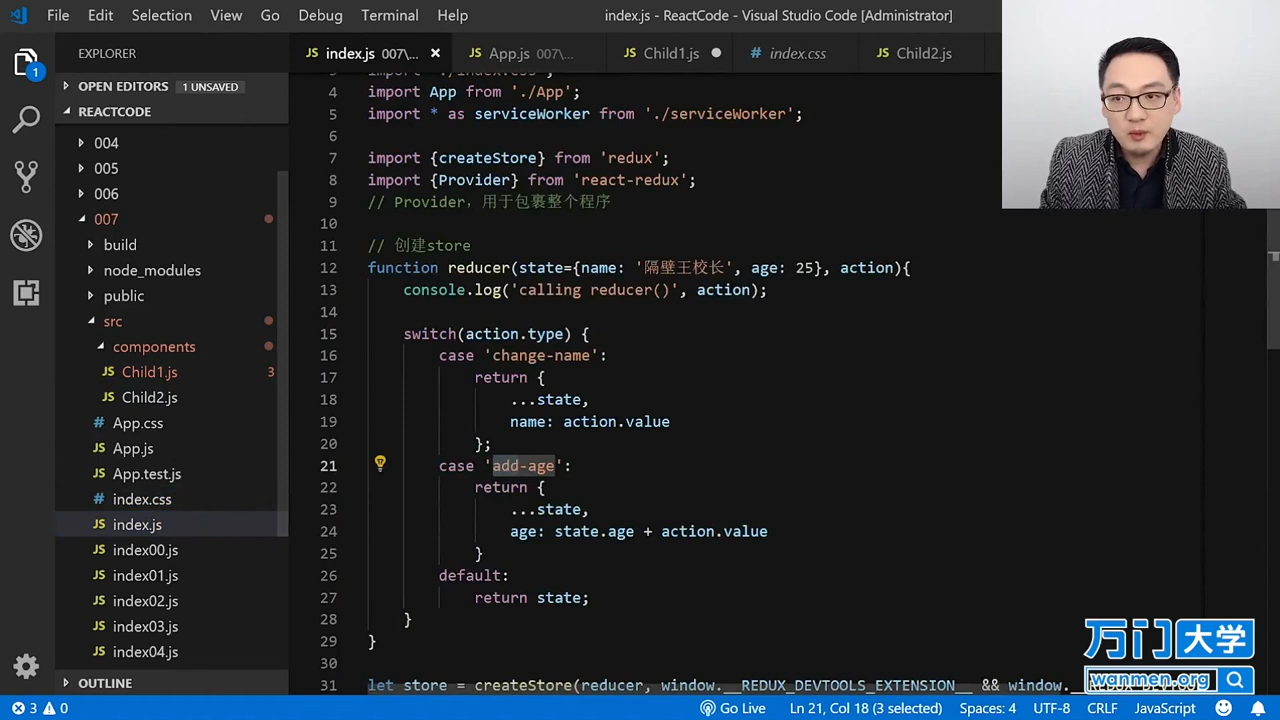 File Edit Selection View Go Debug Terminal Help
index.js - ReactCode - Visual Studio Code [Administrator]
1
EXPLORER
index.js 007\... App.js 007\... Child1.js index.css Child2.js
OPEN EDITORS 1 UNSAVED
REACTCODE
004
005
006
007
build
node_modules
public
src
components
Child1.js 3
Child2.js
App.css
App.js
App.test.js
index.css
index.js
index00.js
index01.js
index02.js
index03.js
index04.js
OUTLINE
4 import App from './App';
5 import * as serviceWorker from './serviceWorker';
6
7 import {createStore} from 'redux';
8 import {Provider} from 'react-redux';
9 // Provider，用于包裹整个程序
10
11 // 创建store
12 function reducer(state={name: '隔壁王校长', age: 25}, action){
13 console.log('calling reducer()', action);
14
15 switch(action.type) {
16 case 'change-name':
17 return {
18 ...state,
19 name: action.value
20 };
21 case 'add-age':
22 return {
23 ...state,
24 age: state.age + action.value
25 }
26 default:
27 return state;
28 }
29 }
30
31 let store = createStore(reducer, window.__REDUX_DEVTOOLS_EXTENSION__ && window.
万门大学
wanmen.org
3 0
Go Live Ln 21, Col 18 (3 selected) Spaces: 4 UTF-8 CRLF JavaScript